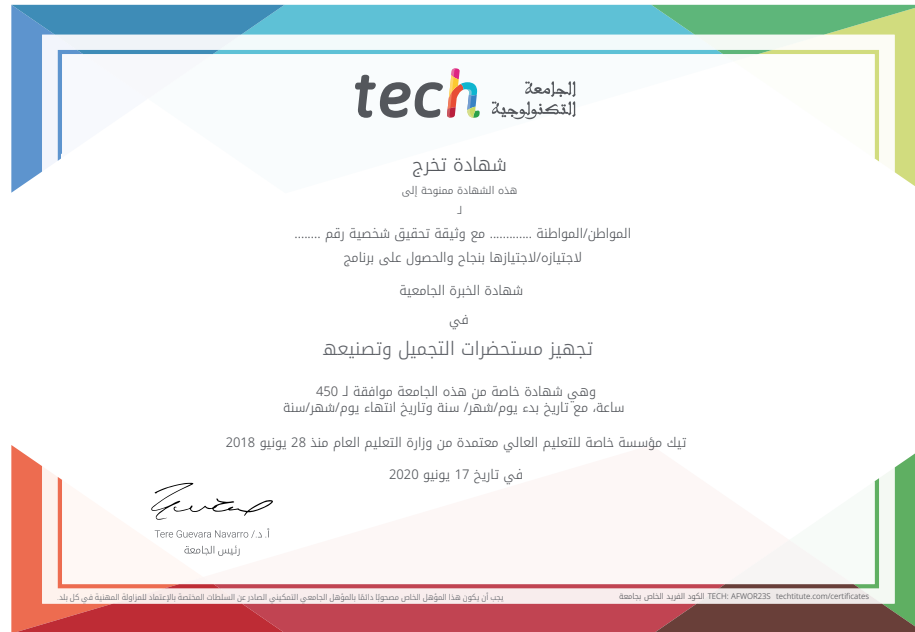 tech الجامعة
التكنولوجية
شهادة تخرج
هذه الشهادة ممنوحة إلى
لـ
المواطن/المواطنة ............. مع وثيقة تحقيق شخصية رقم ........
لاجتيازه/لاجتيازها بنجاح والحصول على برنامج
شهادة الخبرة الجامعية
في
تجهيز مستحضرات التجميل وتصنيعه
وهي شهادة خاصة من هذه الجامعة موافقة لـ 450
ساعة، مع تاريخ بدء يوم/شهر/ سنة وتاريخ انتهاء يوم/شهر/سنة
تيك مؤسسة خاصة للتعليم العالي معتمدة من وزارة التعليم العام منذ 28 يونيو 2018
في تاريخ 17 يونيو 2020
أ. د./ Tere Guevara Navarro
رئيس الجامعة
يجب أن يكون هذا المؤهل الخاص مصحوبًا دائمًا بالمؤهل الجامعي التمكيني الصادر عن السلطات المختصة بالإعتماد للمزاولة المهنية في كل بلد.
الكود الفريد الخاص بجامعة TECH: AFWOR23S techtitute.com/certificates